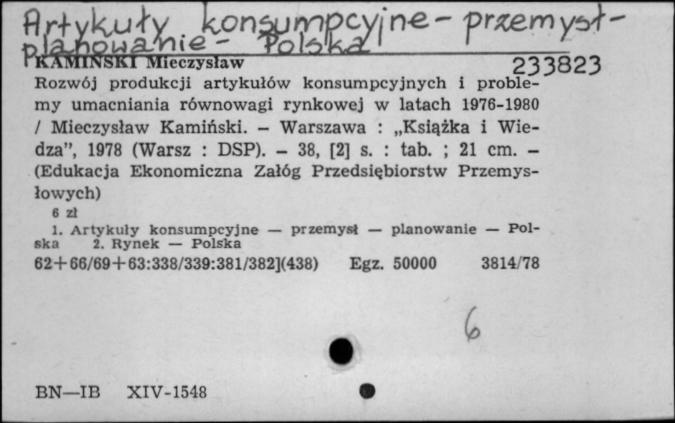 Artykuły konsumpcyjne - przemysł -
planowanie - Polska
KAMIŃSKI Mieczysław 233823
Rozwój produkcji artykułów konsumpcyjnych i proble-
my umacniania równowagi rynkowej w latach 1976-1980
/ Mieczysław Kamiński. — Warszawa : „Książka i Wie-
dza”, 1978 (Warsz : DSP). — 38, [2] s. : tab. ; 21 cm. —
(Edukacja Ekonomiczna Załóg Przedsiębiorstw Przemys-
łowych)
6 zł
1. Artykuły konsumpcyjne — przemysł — planowanie — Pol-
ska 2. Rynek — Polska
62+66/69+63:338/339:381/382](438) Egz. 50000 3814/78
6
BN—IB XIV-1548